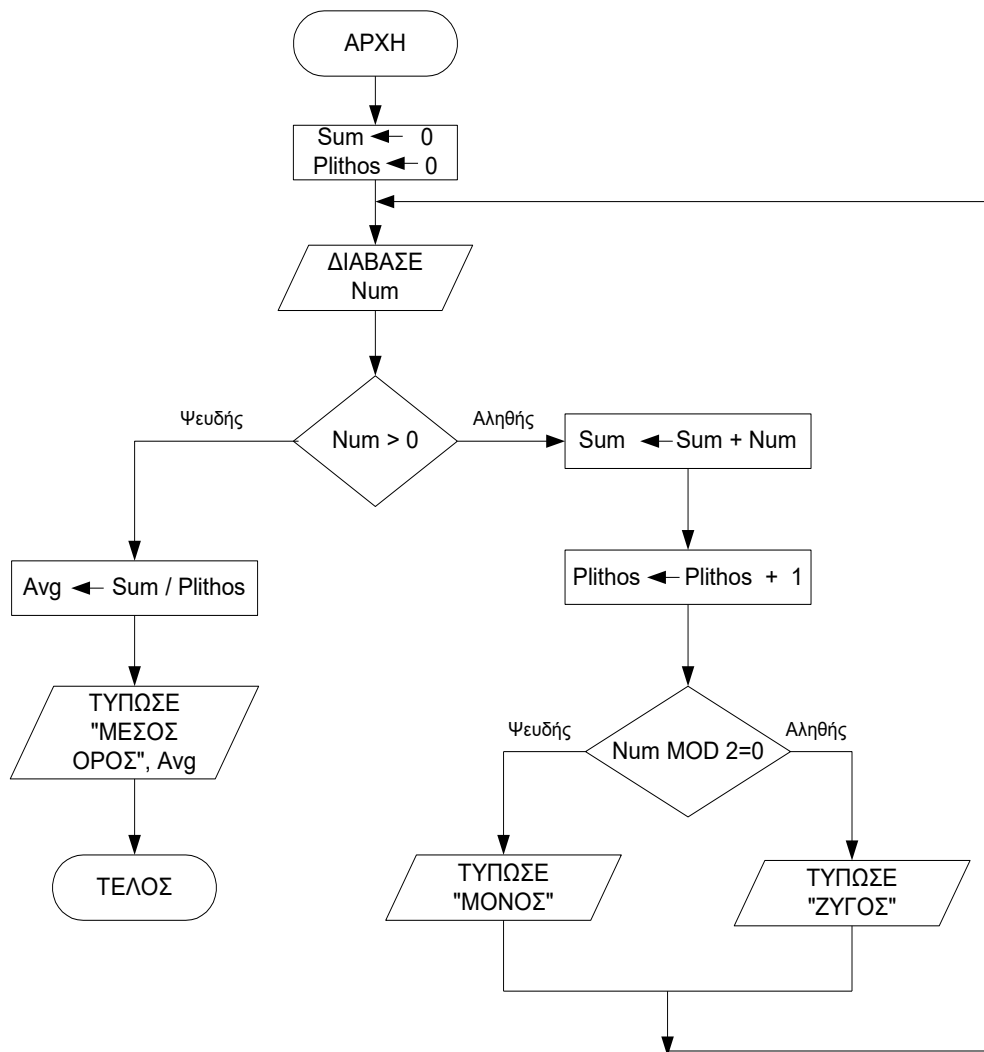 ΑΡΧΗ
Sum ← 0
Plithos ← 0
ΔΙΑΒΑΣΕ
Num
Num > 0
Ψευδής
Αληθής
Sum ← Sum + Num
Plithos ← Plithos + 1
Avg ← Sum / Plithos
ΤΥΠΩΣΕ
"ΜΕΣΟΣ
ΟΡΟΣ", Avg
ΤΕΛΟΣ
Num MOD 2=0
Ψευδής
Αληθής
ΤΥΠΩΣΕ
"ΜΟΝΟΣ"
ΤΥΠΩΣΕ
"ΖΥΓΟΣ"